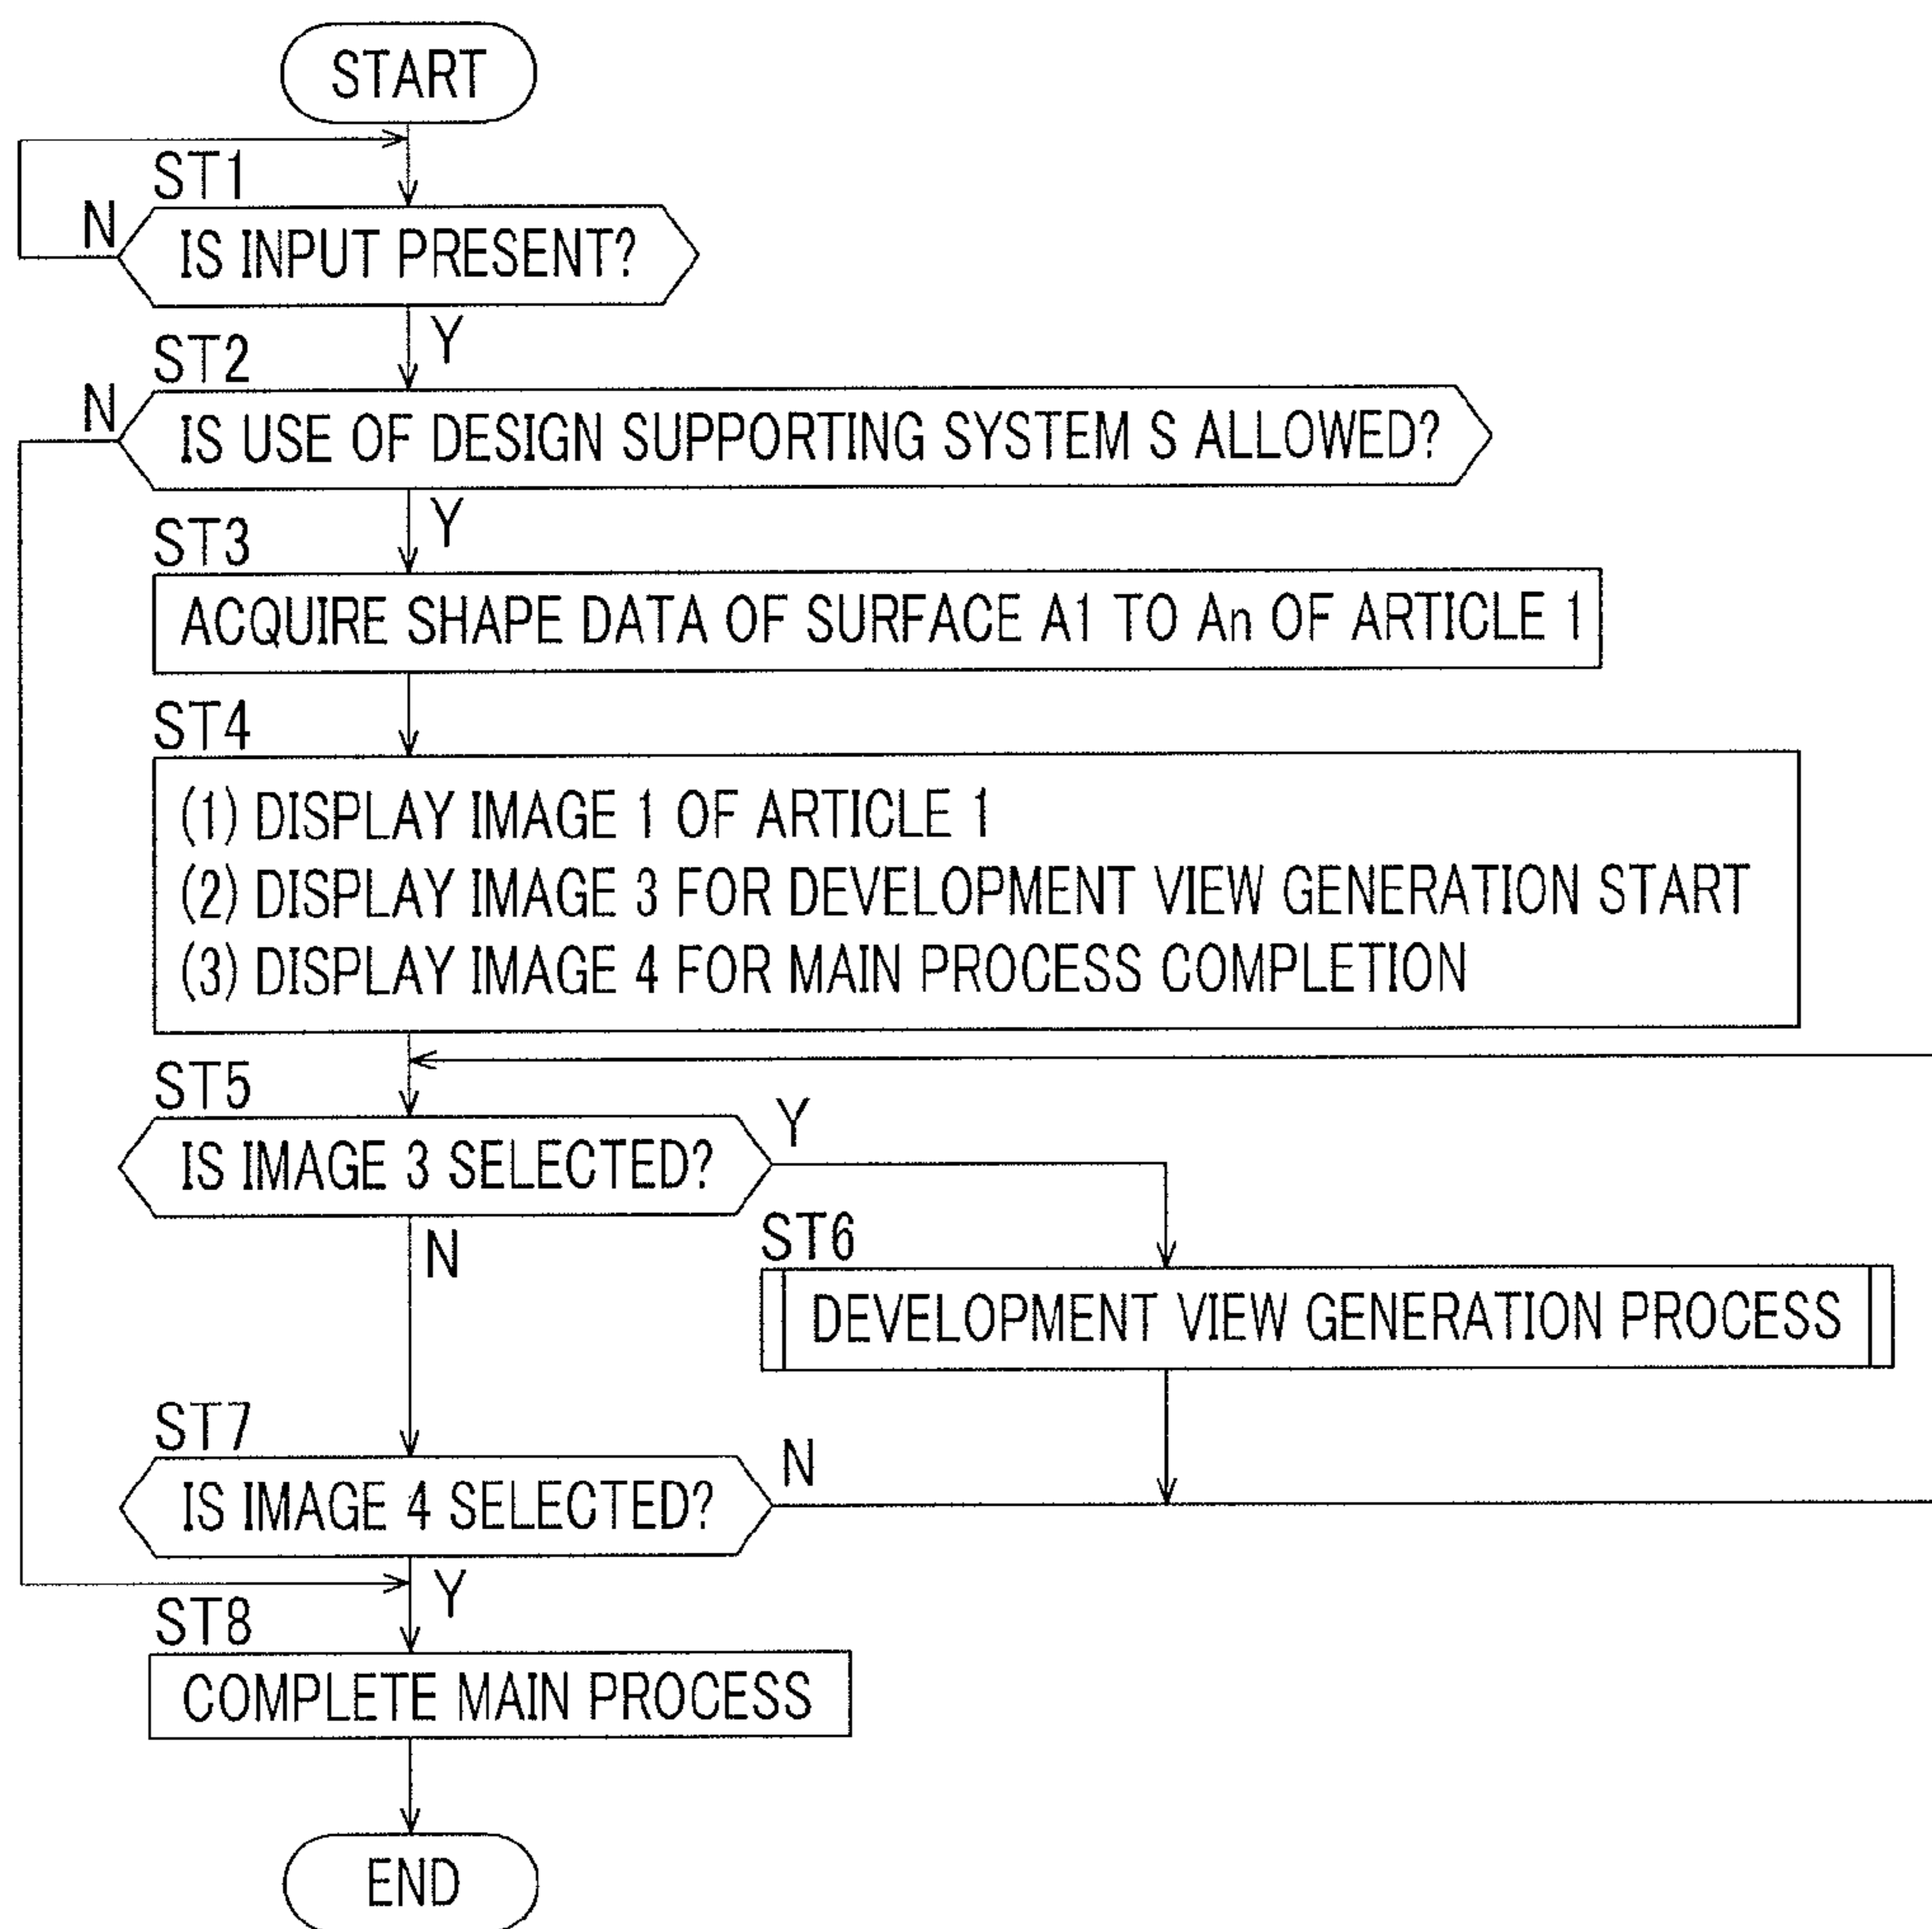 START
ST1
N
IS INPUT PRESENT?
Y
ST2
N
IS USE OF DESIGN SUPPORTING SYSTEM S ALLOWED?
Y
ST3
ACQUIRE SHAPE DATA OF SURFACE A1 TO An OF ARTICLE 1
ST4
(1) DISPLAY IMAGE 1 OF ARTICLE 1
(2) DISPLAY IMAGE 3 FOR DEVELOPMENT VIEW GENERATION START
(3) DISPLAY IMAGE 4 FOR MAIN PROCESS COMPLETION
ST5
IS IMAGE 3 SELECTED?
Y
N
ST6
DEVELOPMENT VIEW GENERATION PROCESS
ST7
IS IMAGE 4 SELECTED?
N
Y
ST8
COMPLETE MAIN PROCESS
END